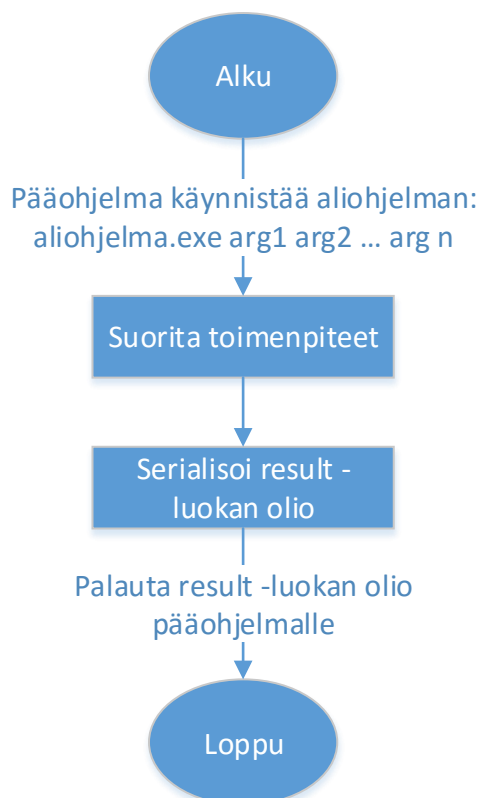 Alku
Pääohjelma käynnistää aliohjelman:
aliohjelma.exe arg1 arg2 ... arg n
Suorita toimenpiteet
Serialisoi result -
luokan olio
Palauta result -luokan olio
pääohjelmalle
Loppu